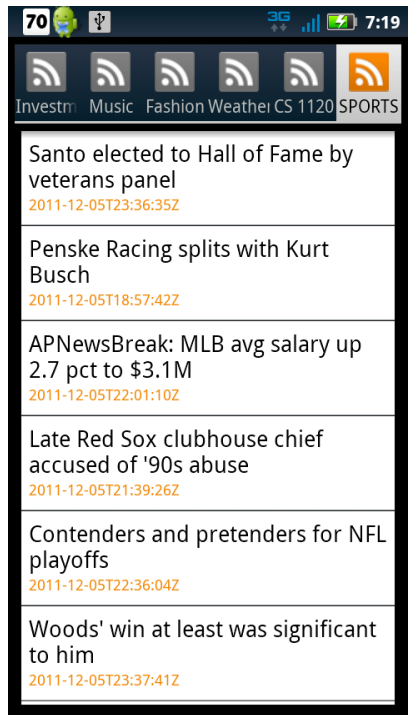 70 3G 7:19
Investm Music Fashion Weather CS 1120 SPORTS
Santo elected to Hall of Fame by
veterans panel
2011-12-05T23:36:35Z
Penske Racing splits with Kurt
Busch
2011-12-05T18:57:42Z
APNewsBreak: MLB avg salary up
2.7 pct to $3.1M
2011-12-05T22:01:10Z
Late Red Sox clubhouse chief
accused of '90s abuse
2011-12-05T21:39:26Z
Contenders and pretenders for NFL
playoffs
2011-12-05T22:36:04Z
Woods' win at least was significant
to him
2011-12-05T23:37:41Z